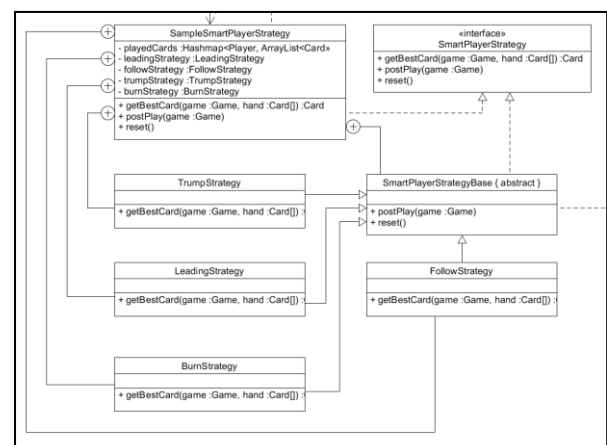 SampleSmartPlayerStrategy
- playedCards :Hashmap<Player, ArrayList<Card>>
- leadingStrategy :LeadingStrategy
- followStrategy :FollowStrategy
- trumpStrategy :TrumpStrategy
- burnStrategy :BurnStrategy
+ getBestCard(game :Game, hand :Card[]) :Card
+ postPlay(game :Game)
+ reset()
«interface»
SmartPlayerStrategy
+ getBestCard(game :Game, hand :Card[]) :Card
+ postPlay(game :Game)
+ reset()
TrumpStrategy
+ getBestCard(game :Game, hand :Card[]) :
SmartPlayerStrategyBase { abstract }
+ postPlay(game :Game)
+ reset()
LeadingStrategy
+ getBestCard(game :Game, hand :Card[]) :
FollowStrategy
+ getBestCard(game :Game, hand :Card[]) :
BurnStrategy
+ getBestCard(game :Game, hand :Card[]) :